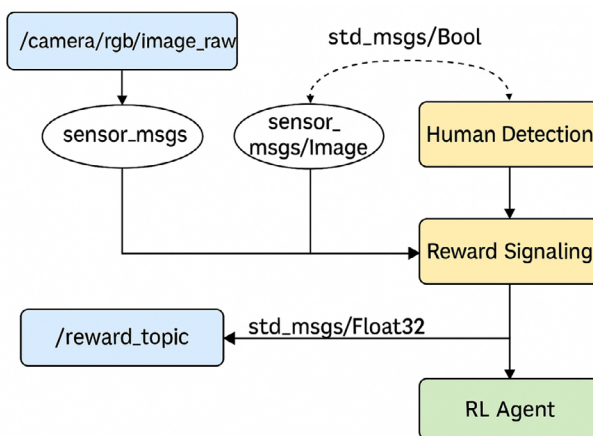 /camera/rgb/image_raw
std_msgs/Bool
sensor_msgs
sensor_
msgs/Image
Human Detection
Reward Signaling
/reward_topic
std_msgs/Float32
RL Agent